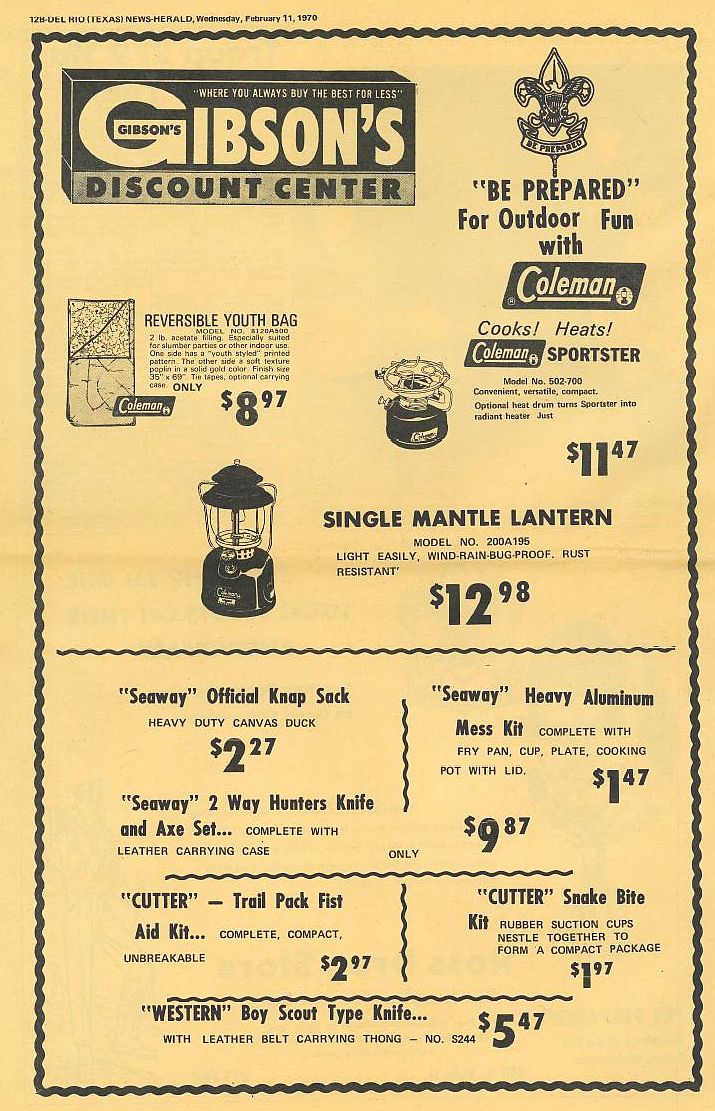 12B-DEL RIO (TEXAS) NEWS-HERALD, Wednesday, February 11, 1970
"WHERE YOU ALWAYS BUY THE BEST FOR LESS"
GIBSON'S
GIBSON'S
DISCOUNT CENTER
BE PREPARED
"BE PREPARED"
For Outdoor Fun
with
Coleman
Cooks! Heats!
Coleman SPORTSTER
Model No. 502-700
Convenient, versatile, compact.
Optional heat drum turns Sportster into
radiant heater Just
$11 47
Coleman
REVERSIBLE YOUTH BAG
MODEL NO. 8120A500
2 lb. acetate filling. Especially suited
for slumber parties or other indoor use.
One side has a "youth styled" printed
pattern. The other side a soft texture
poplin in a solid gold color. Finish size
35" x 69". Tie tapes, optional carrying
case. ONLY
$8 97
Coleman
SINGLE MANTLE LANTERN
MODEL NO. 200A195
LIGHT EASILY, WIND-RAIN-BUG-PROOF. RUST
RESISTANT'
$12 98
Coleman
"Seaway" Official Knap Sack
HEAVY DUTY CANVAS DUCK
$2 27
"Seaway" Heavy Aluminum
Mess Kit COMPLETE WITH
FRY PAN, CUP, PLATE, COOKING
POT WITH LID.
$1 47
"Seaway" 2 Way Hunters Knife
and Axe Set... COMPLETE WITH
LEATHER CARRYING CASE
ONLY
$9 87
"CUTTER" — Trail Pack Fist
Aid Kit... COMPLETE, COMPACT,
UNBREAKABLE
$2 97
"CUTTER" Snake Bite
Kit RUBBER SUCTION CUPS
NESTLE TOGETHER TO
FORM A COMPACT PACKAGE
$1 97
"WESTERN" Boy Scout Type Knife...
WITH LEATHER BELT CARRYING THONG — NO. S244
$5 47